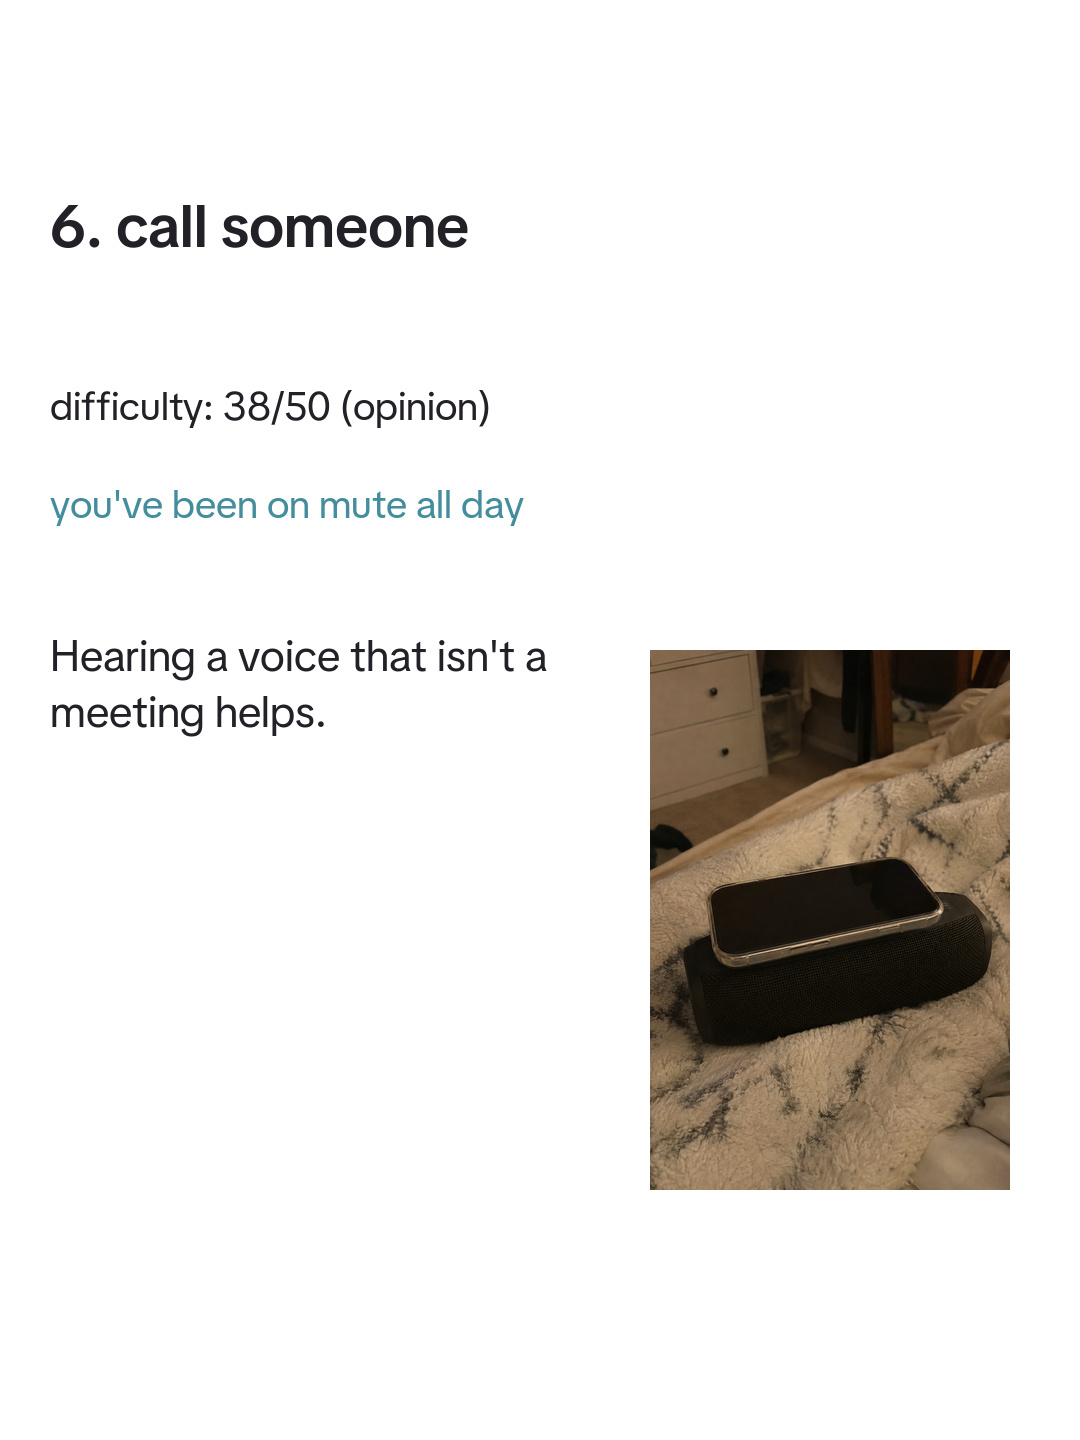 6. call someone
difficulty: 38/50 (opinion)
you've been on mute all day
Hearing a voice that isn't a
meeting helps.